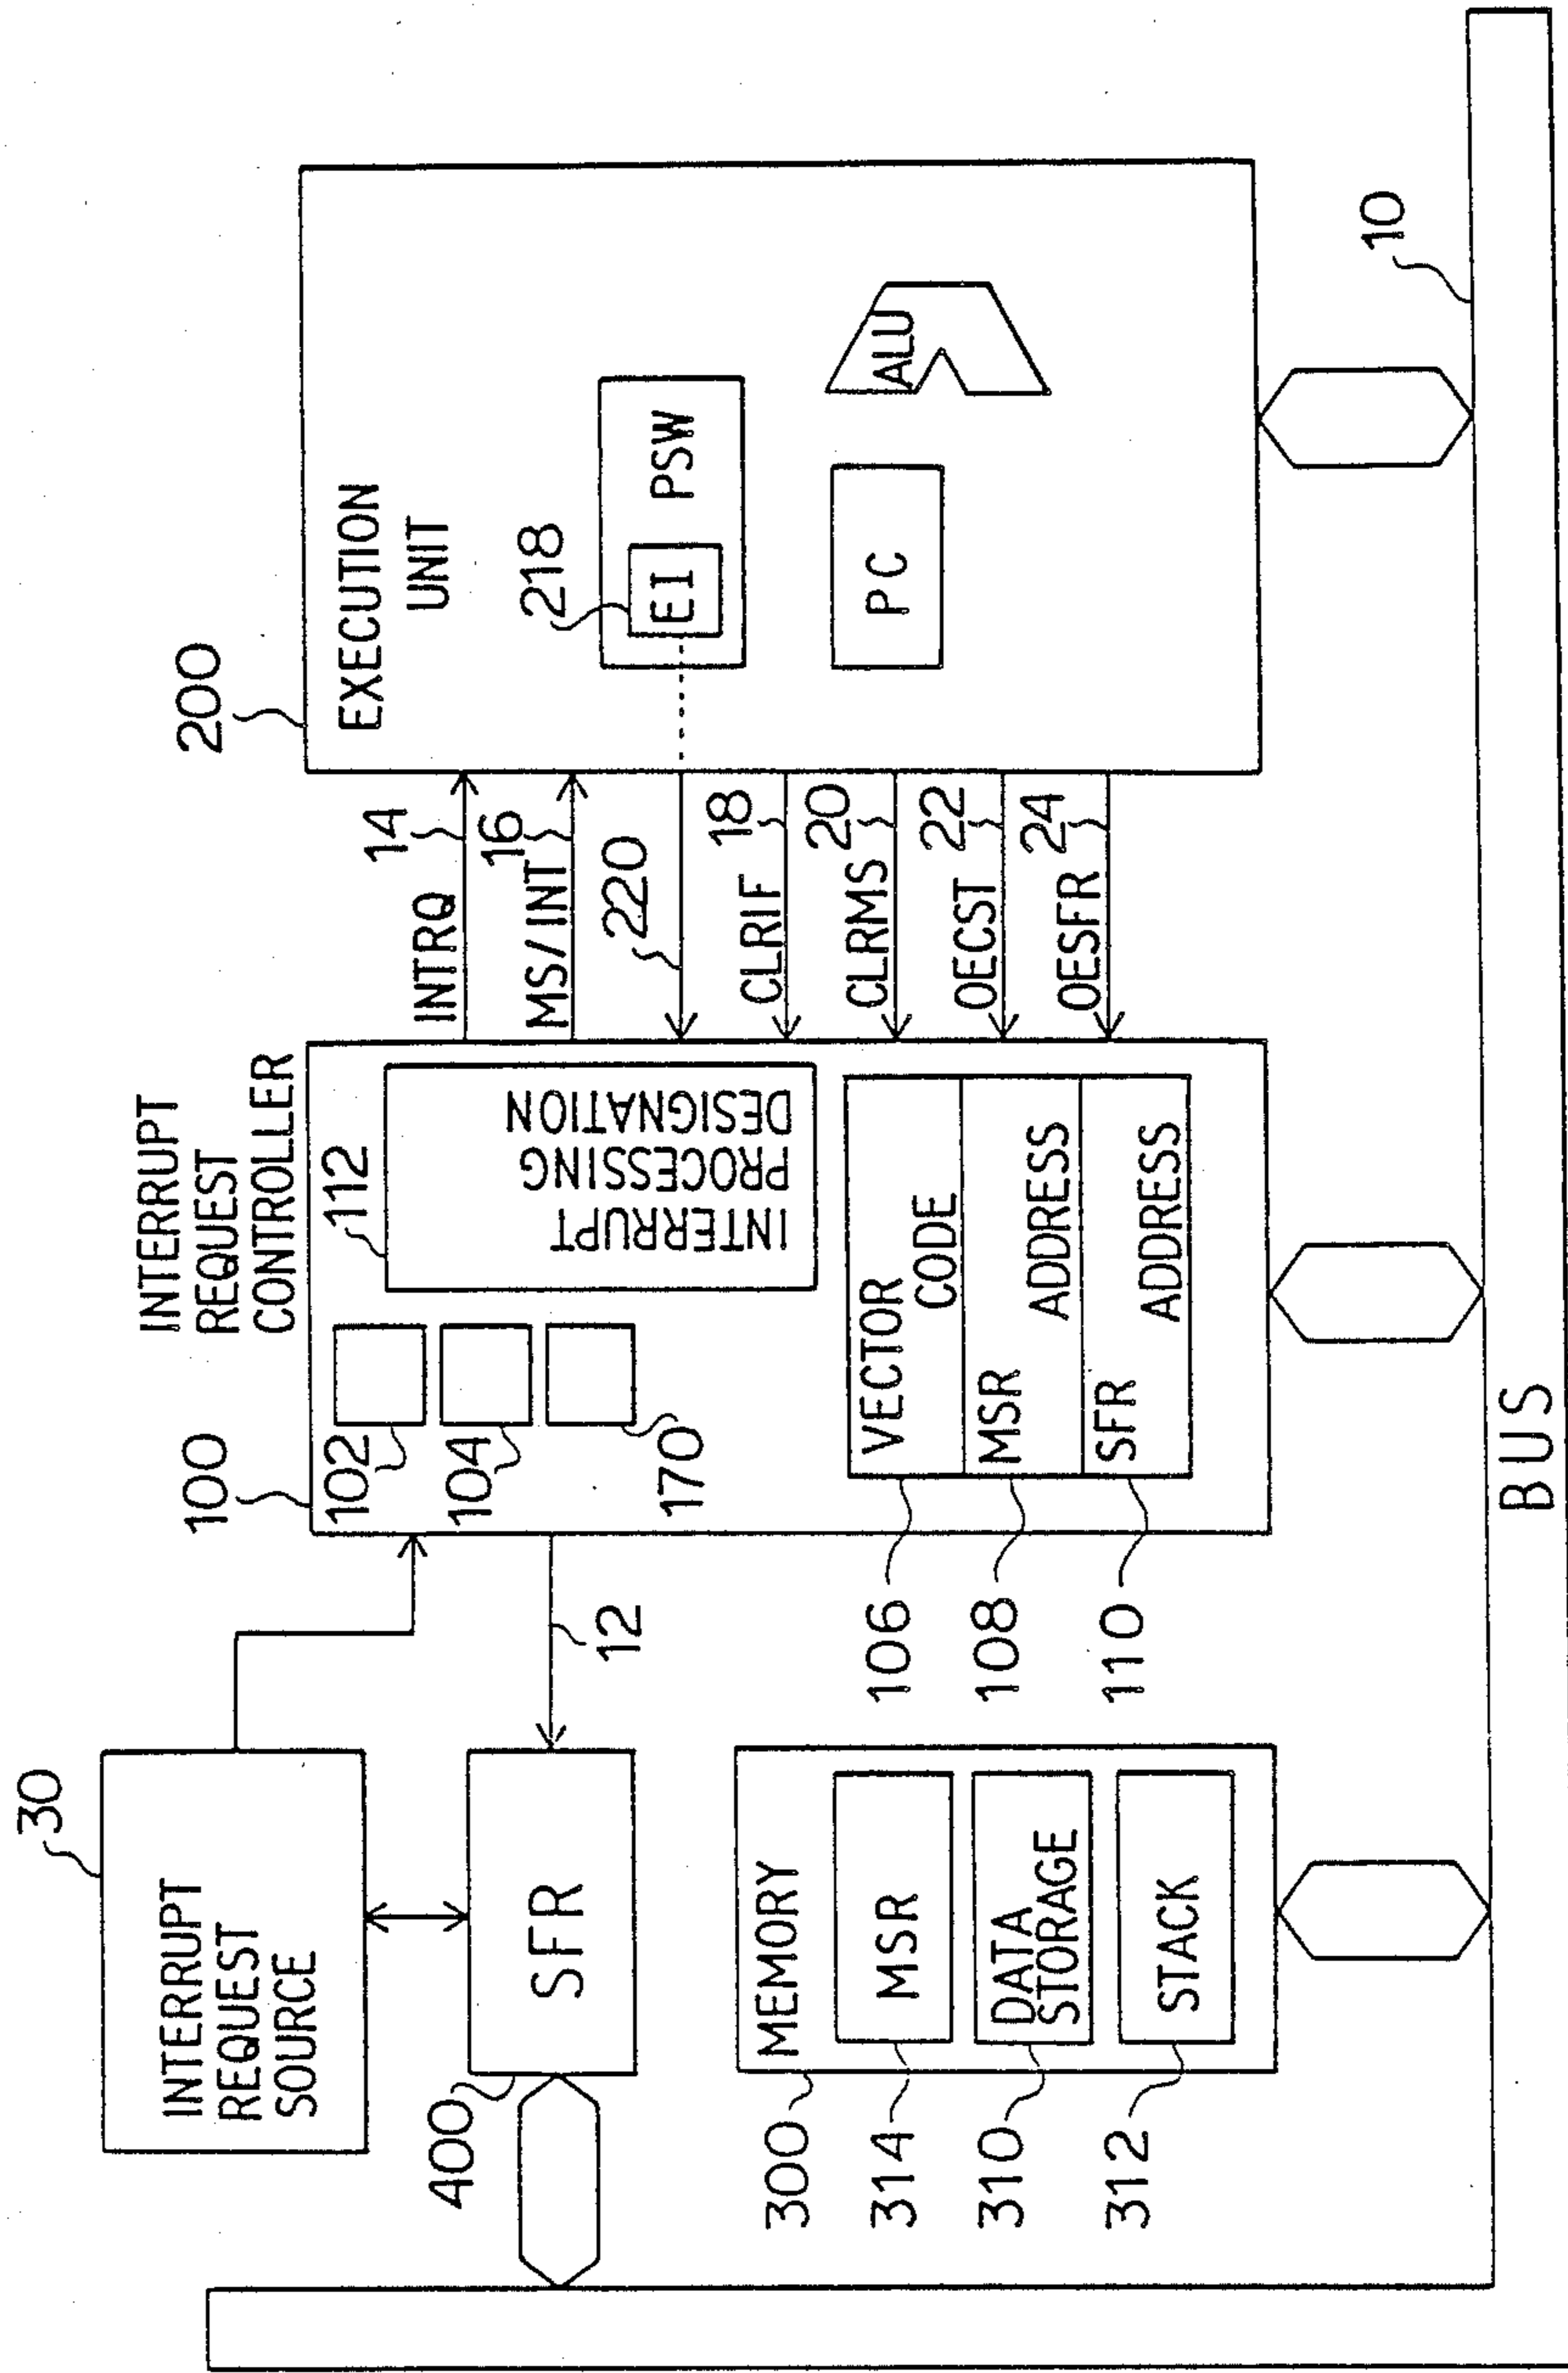 30
INTERRUPT
REQUEST
SOURCE
400
SFR
12
300
MEMORY
314
MSR
310
DATA
STORAGE
312
STACK
INTERRUPT
REQUEST
CONTROLLER
100
102
104
170
112
INTERRUPT
PROCESSING
DESIGNATION
106
VECTOR
CODE
108
MSR
ADDRESS
110
SFR
ADDRESS
INTRQ
14
MS/INT
16
220
CLRIF
18
CLRMS
20
OECST
22
OESFR
24
200
EXECUTION
UNIT
218
EI
PSW
PC
ALU
10
BUS